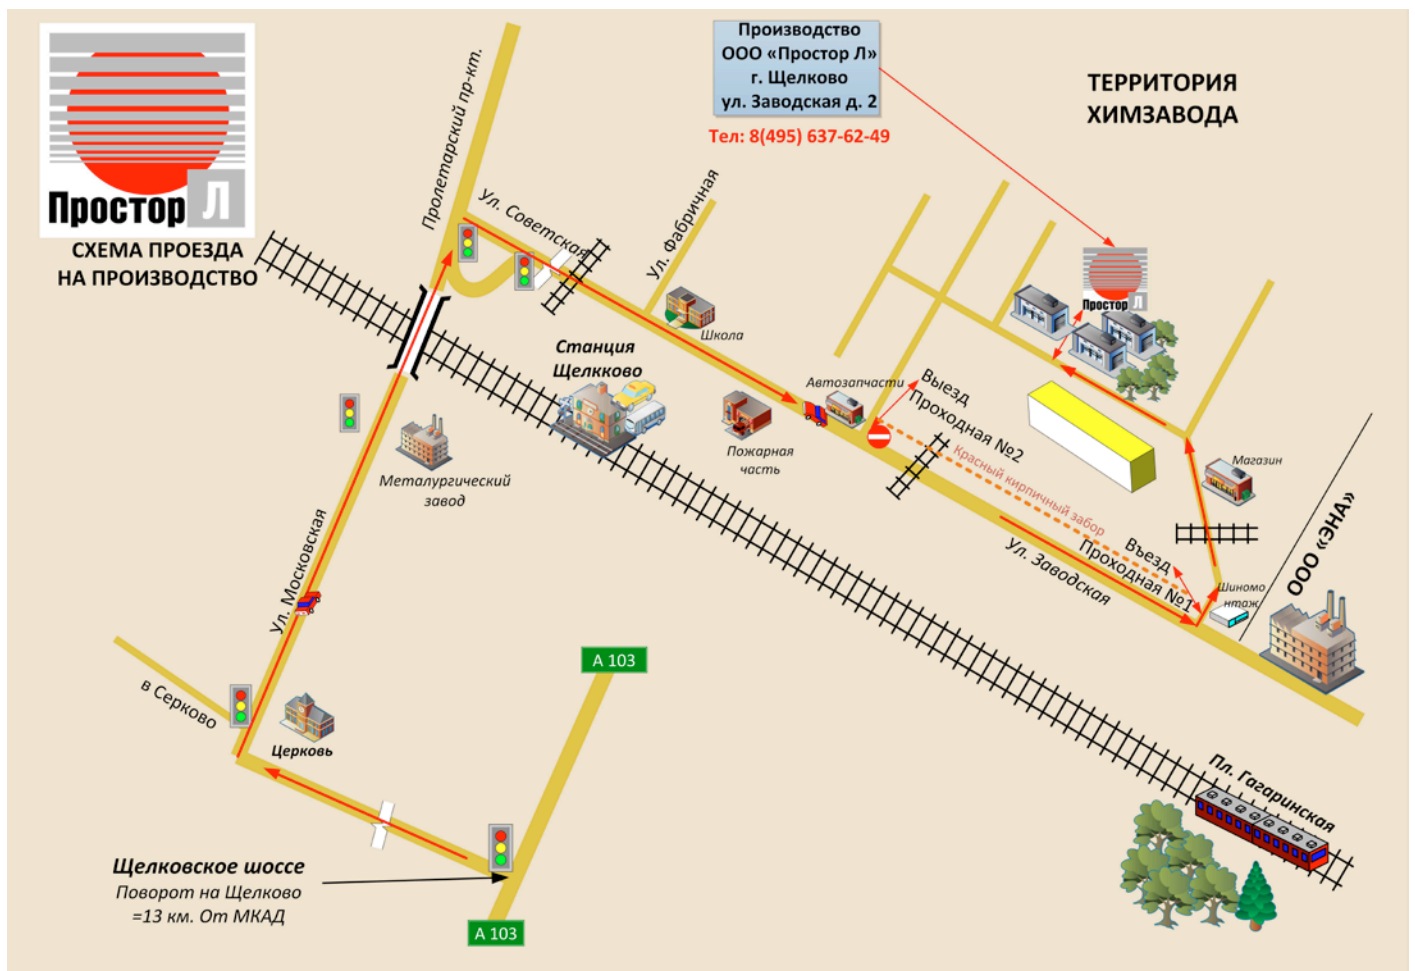 Простор Л
СХЕМА ПРОЕЗДА
НА ПРОИЗВОДСТВО
Производство
ООО «Простор Л»
г. Щелково
ул. Заводская д. 2
Тел: 8(495) 637-62-49
ТЕРРИТОРИЯ
ХИМЗАВОДА
Пролетарский пр-кт.
Ул. Советская
Ул. Фабричная
Школа
Простор Л
Станция
Щелкково
Автозапчасти
Выезд
Проходная №2
Пожарная
часть
Металургический
завод
Красный кирпичный забор
Магазин
Въезд
Проходная №1
Ул. Заводская
Шиномо
нтаж
ООО «ЭНА»
Ул. Московская
в Серково
Церковь
А 103
Пл. Гагаринская
Щелковское шоссе
Поворот на Щелково
=13 км. От МКАД
А 103